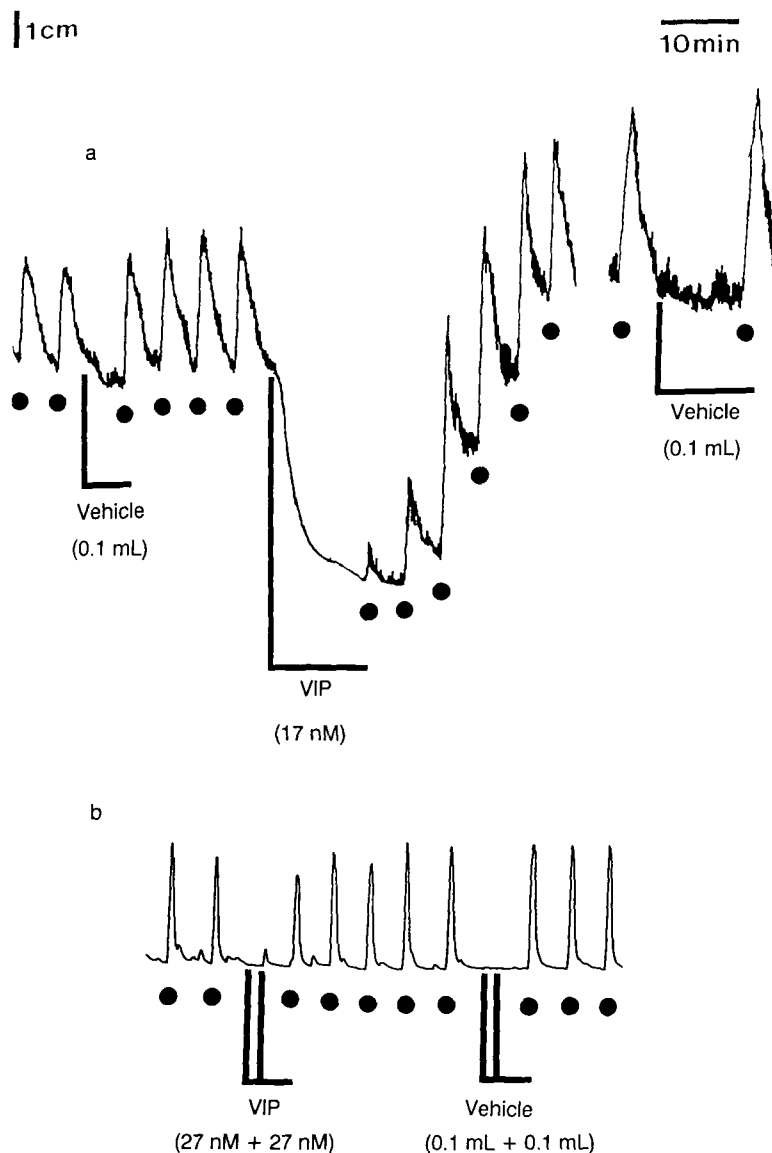 1cm
10min
a
Vehicle
(0.1 mL)
Vehicle
(0.1 mL)
VIP
(17 nM)
b
VIP
(27 nM + 27 nM)
Vehicle
(0.1 mL + 0.1 mL)